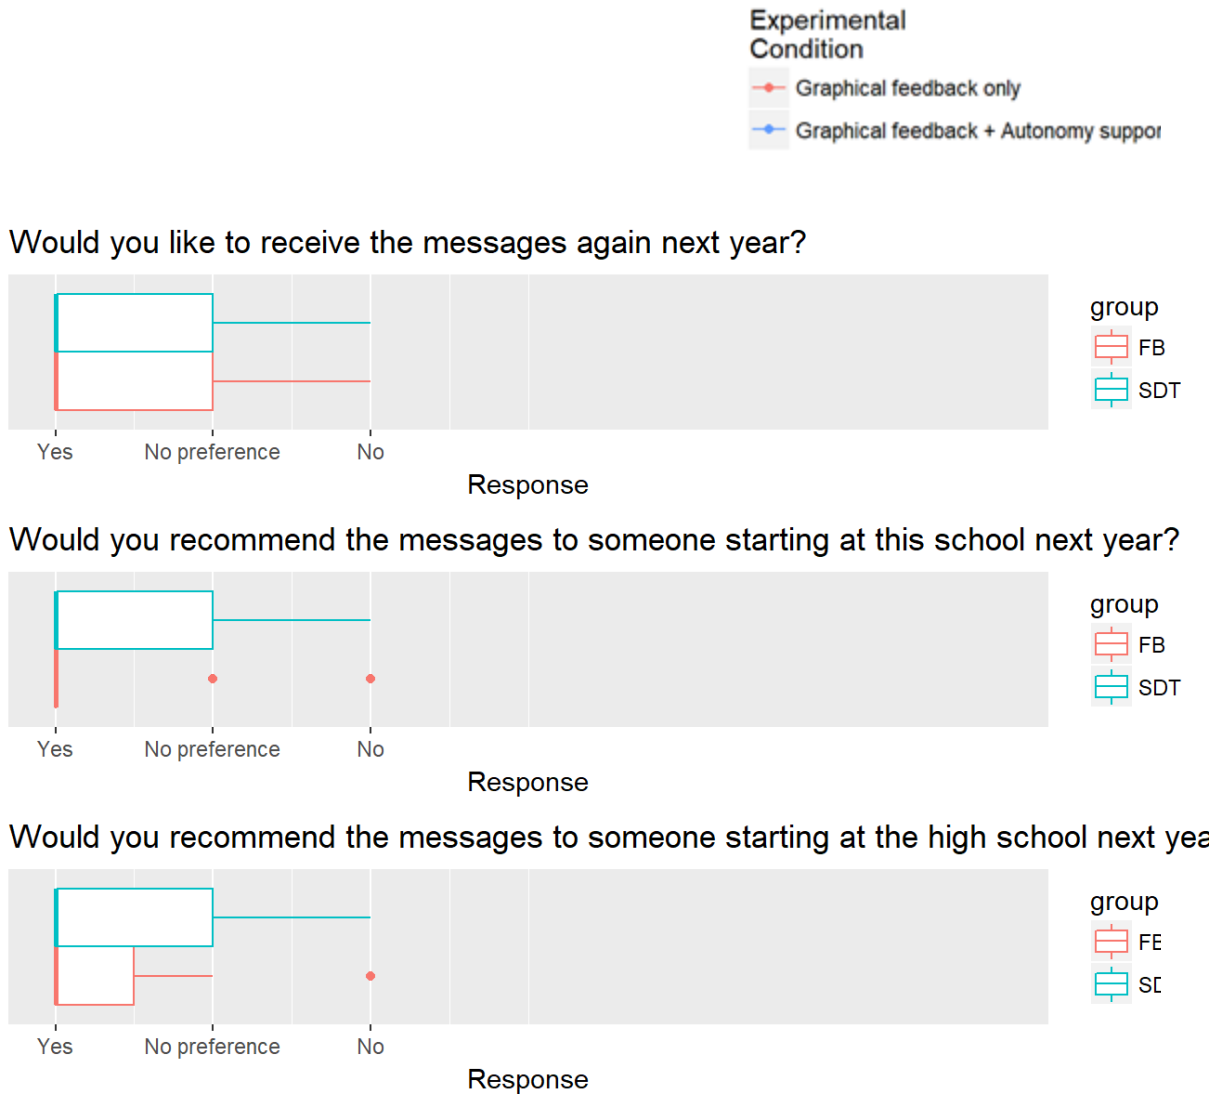 Experimental
Condition
Graphical feedback only
Graphical feedback + Autonomy suppor
Would you like to receive the messages again next year?
group
FB
SDT
Yes No preference No
Response
Would you recommend the messages to someone starting at this school next year?
group
FB
SDT
Yes No preference No
Response
Would you recommend the messages to someone starting at the high school next yea
group
FB
SD
Yes No preference No
Response